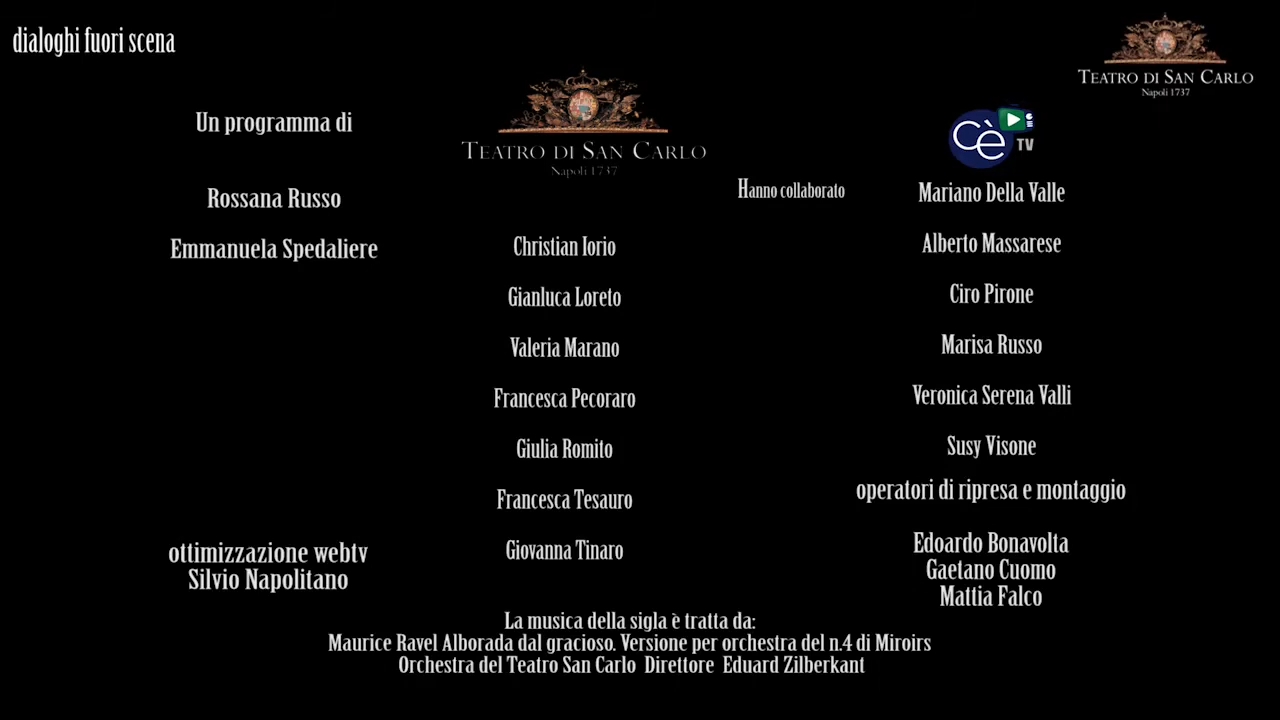 dialoghi fuori scena
TEATRO DI SAN CARLO
Napoli 1737
Un programma di
Rossana Russo
Emmanuela Spedaliere
ottimizzazione webtv
Silvio Napolitano
TEATRO DI SAN CARLO
Napoli 1737
Christian Iorio
Gianluca Loreto
Valeria Marano
Francesca Pecoraro
Giulia Romito
Francesca Tesauro
Giovanna Tinaro
Hanno collaborato
Cè
TV
Mariano Della Valle
Alberto Massarese
Ciro Pirone
Marisa Russo
Veronica Serena Valli
Susy Visone
operatori di ripresa e montaggio
Edoardo Bonavolta
Gaetano Cuomo
Mattia Falco
La musica della sigla è tratta da:
Maurice Ravel Alborada dal gracioso. Versione per orchestra del n.4 di Miroirs
Orchestra del Teatro San Carlo Direttore Eduard Zilberkant